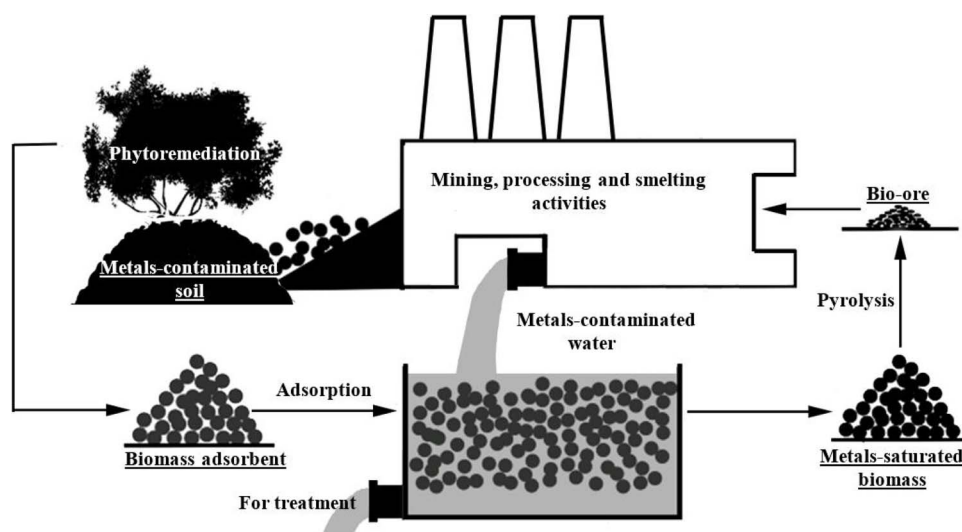 Phytoremediation
Mining, processing and smelting
activities
Bio-ore
Metals-contaminated
soil
Pyrolysis
Metals-contaminated
water
Adsorption
Biomass adsorbent
Metals-saturated
biomass
For treatment